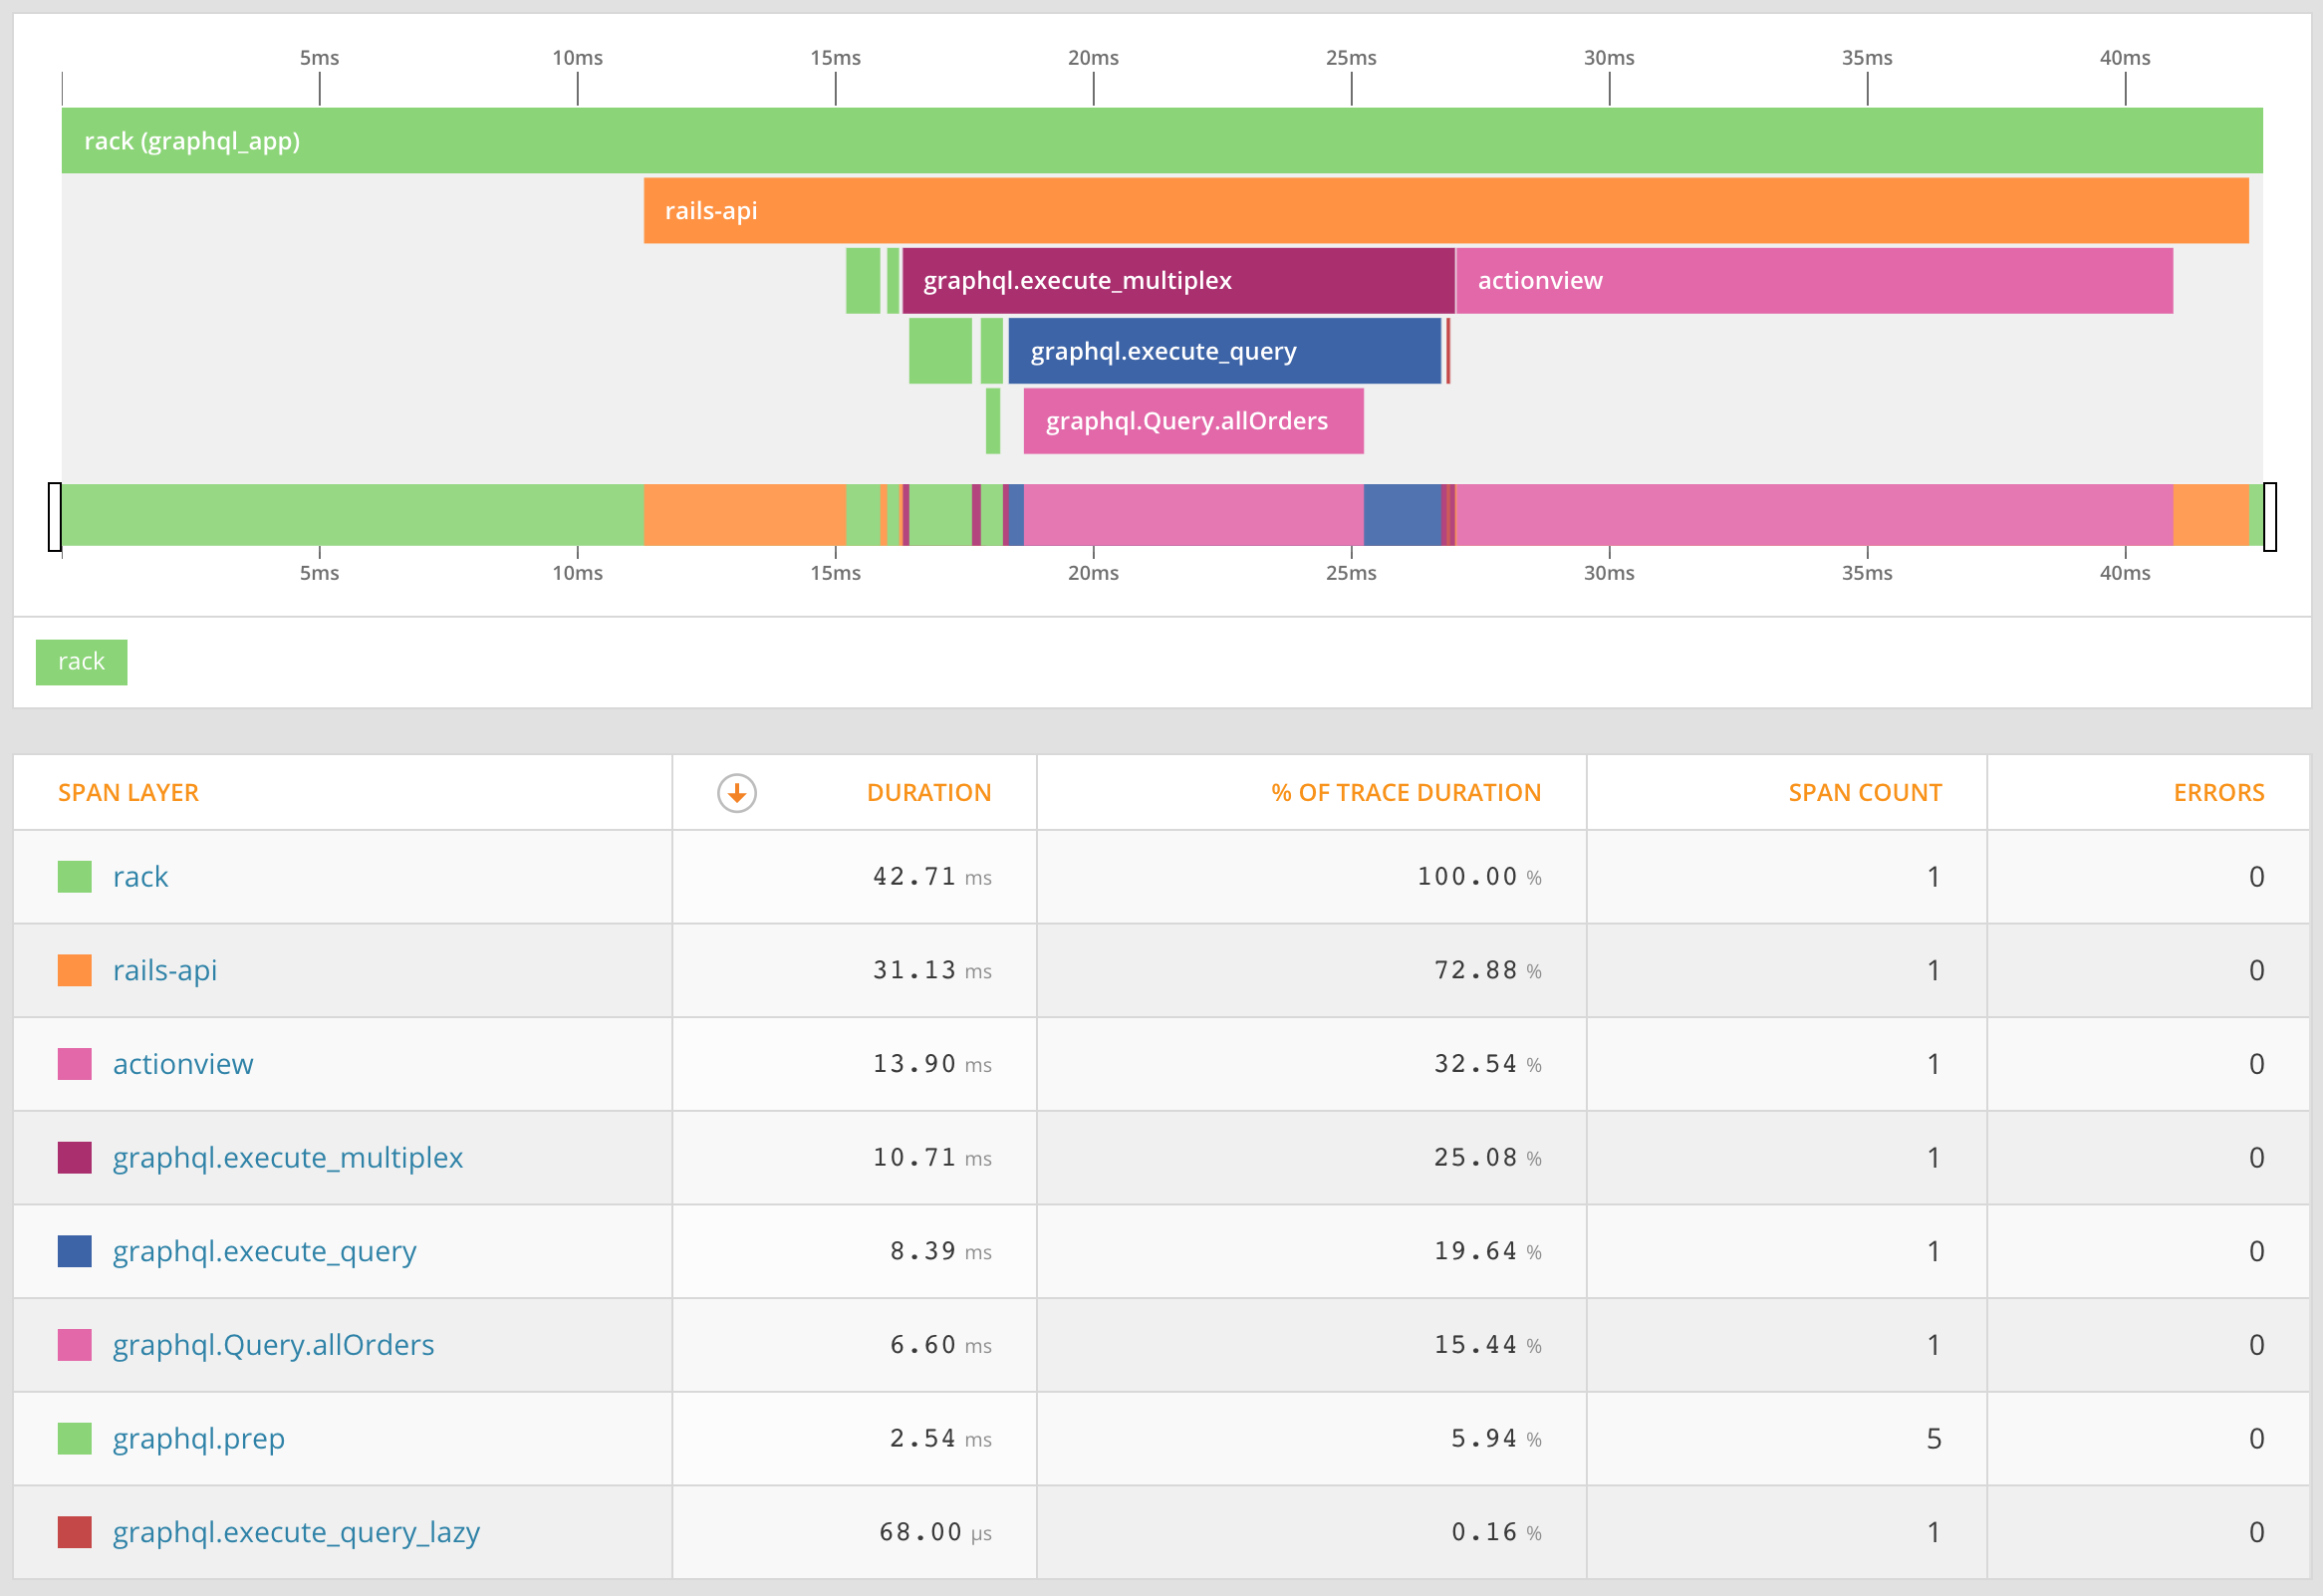 5ms 10ms 15ms 20ms 25ms 30ms 35ms 40ms
rack (graphql_app)
rails-api
graphql.execute_multiplex actionview
graphql.execute_query
graphql.Query.allOrders
5ms 10ms 15ms 20ms 25ms 30ms 35ms 40ms
rack
SPAN LAYER DURATION % OF TRACE DURATION SPAN COUNT ERRORS
rack 42.71 ms 100.00 % 1 0
rails-api 31.13 ms 72.88 % 1 0
actionview 13.90 ms 32.54 % 1 0
graphql.execute_multiplex 10.71 ms 25.08 % 1 0
graphql.execute_query 8.39 ms 19.64 % 1 0
graphql.Query.allOrders 6.60 ms 15.44 % 1 0
graphql.prep 2.54 ms 5.94 % 5 0
graphql.execute_query_lazy 68.00 µs 0.16 % 1 0